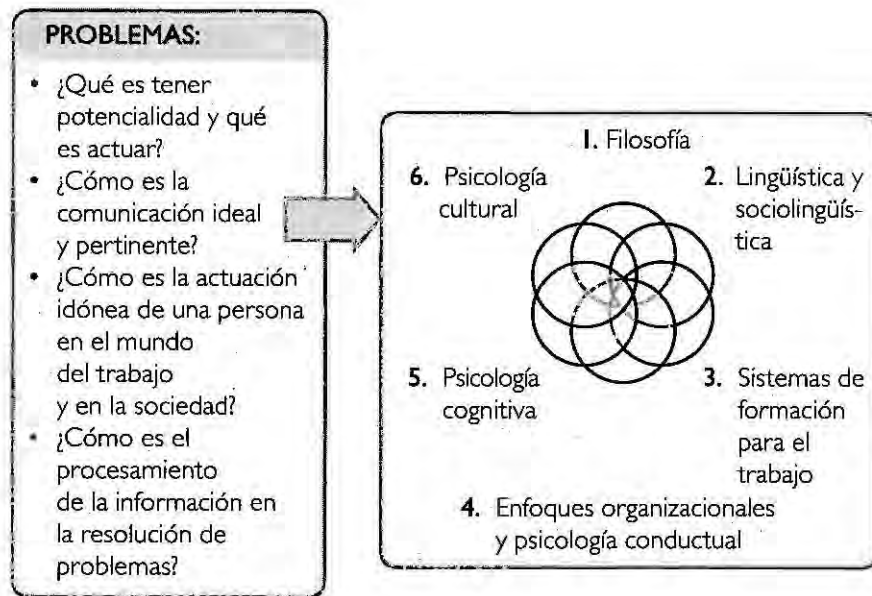 PROBLEMAS:
• ¿Qué es tener
potencialidad y qué
es actuar?
• ¿Cómo es la
comunicación ideal
y pertinente?
• ¿Cómo es la actuación
idónea de una persona
en el mundo
del trabajo
y en la sociedad?
• ¿Cómo es el
procesamiento
de la información en
la resolución de
problemas?
1. Filosofía
2. Lingüística y
sociolingüís-
tica
3. Sistemas de
formación
para el
trabajo
4. Enfoques organizacionales
y psicología conductual
5. Psicología
cognitiva
6. Psicología
cultural